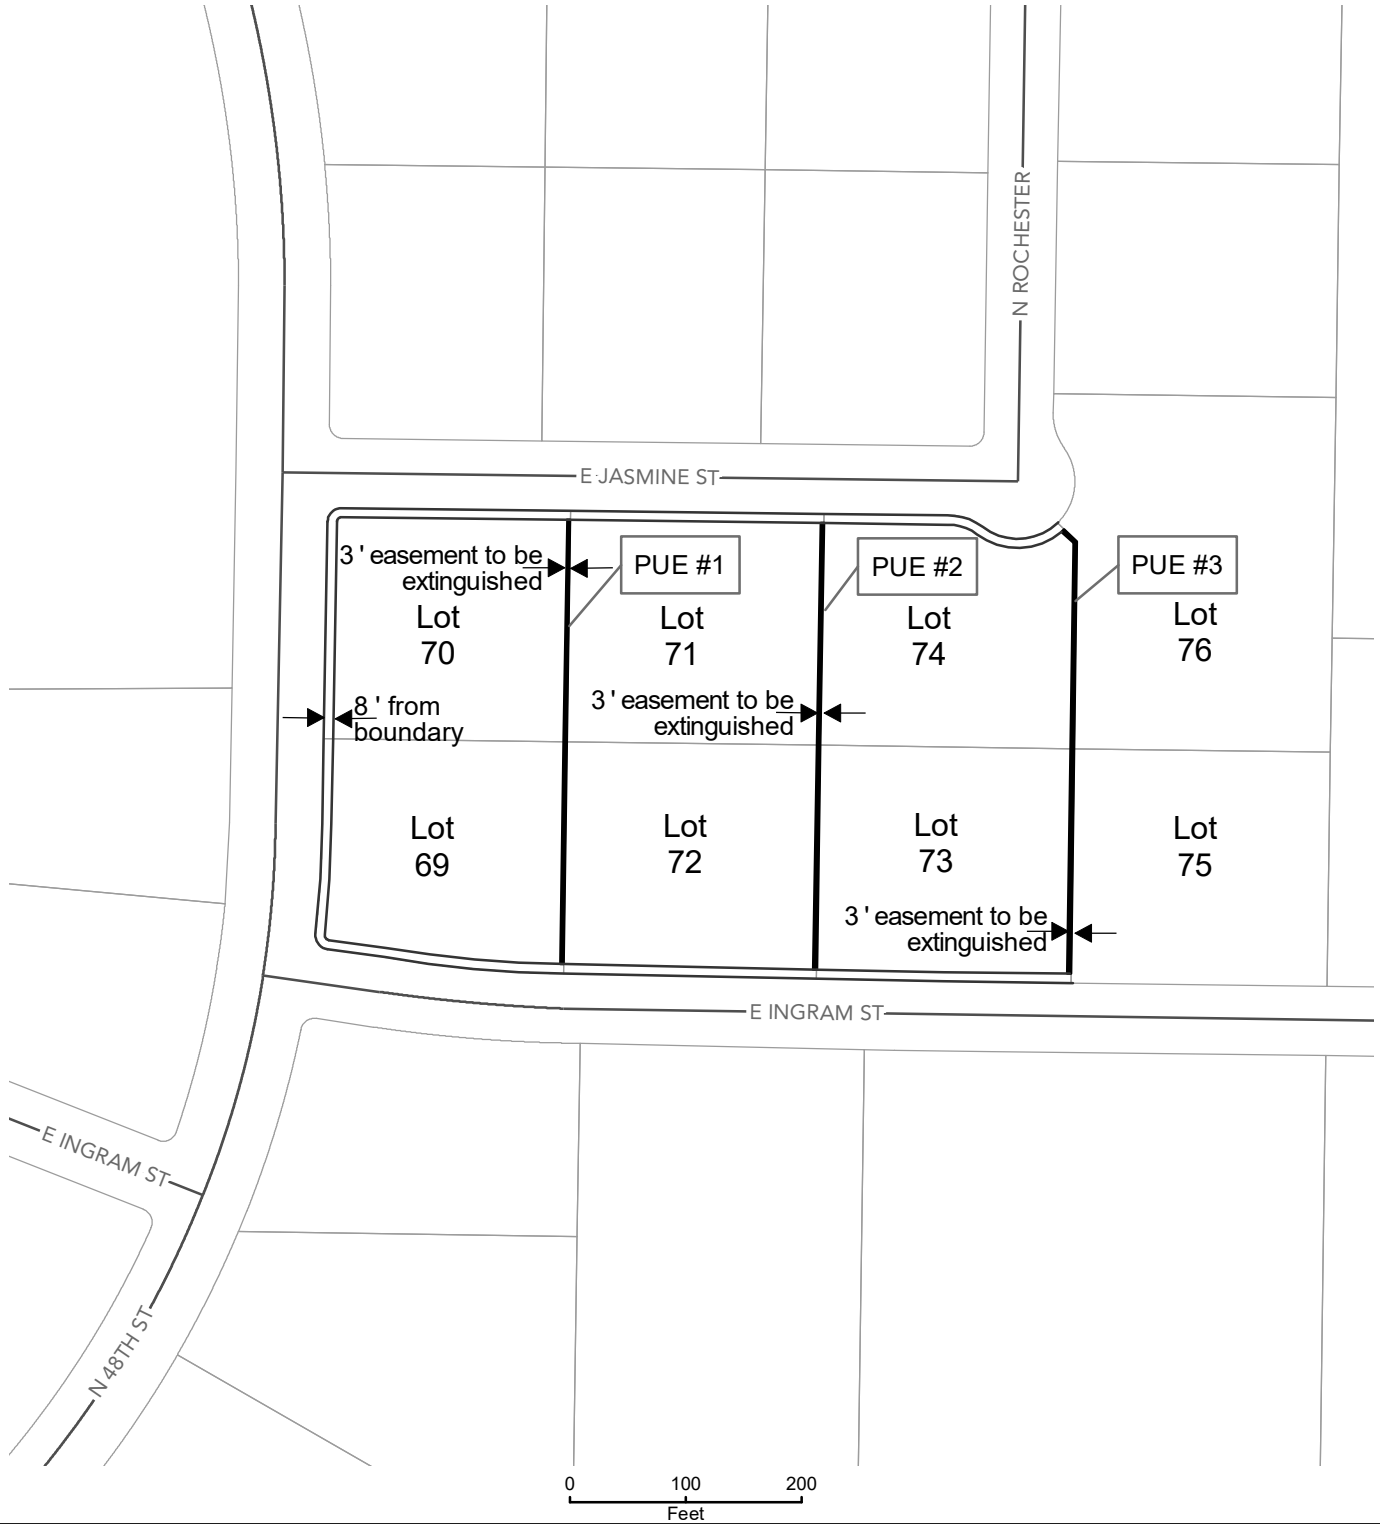 N ROCHESTER
E JASMINE ST
3 ' easement to be
extinguished
PUE #1
PUE #2
PUE #3
Lot
70
Lot
71
Lot
74
Lot
76
8 ' from
boundary
3 ' easement to be
extinguished
Lot
69
Lot
72
Lot
73
Lot
75
3 ' easement to be
extinguished
E INGRAM ST
E INGRAM ST
N 48TH ST
0 100 200
Feet